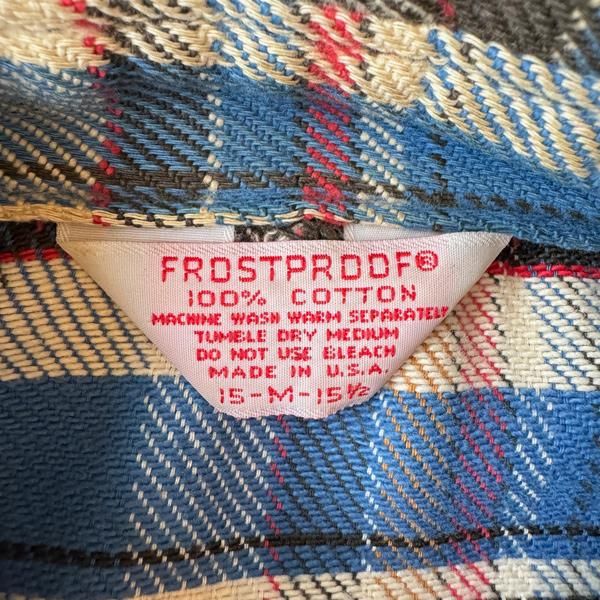 FROSTPROOF®
100% COTTON
MACHINE WASH WARM SEPARATELY
TUMBLE DRY MEDIUM
DO NOT USE BLEACH
MADE IN U.S.A.
15-M-15½